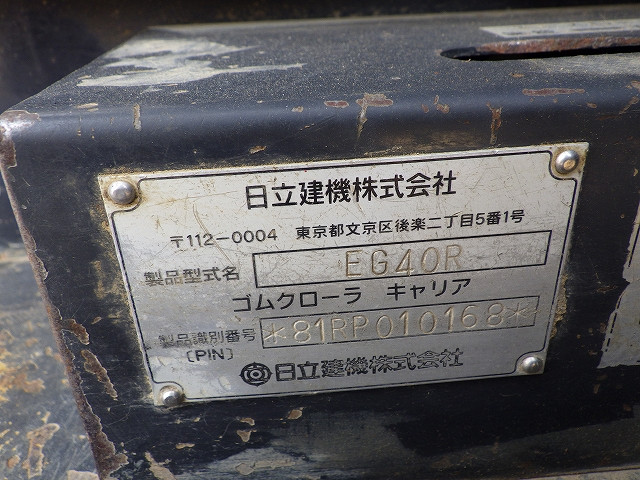 日立建機株式会社
〒112-0004 東京都文京区後楽二丁目5番1号
製品型式名 EG40R
ゴムクローラ キャリア
製品識別番号 *81RP010168*
〔PIN〕
日立建機株式会社